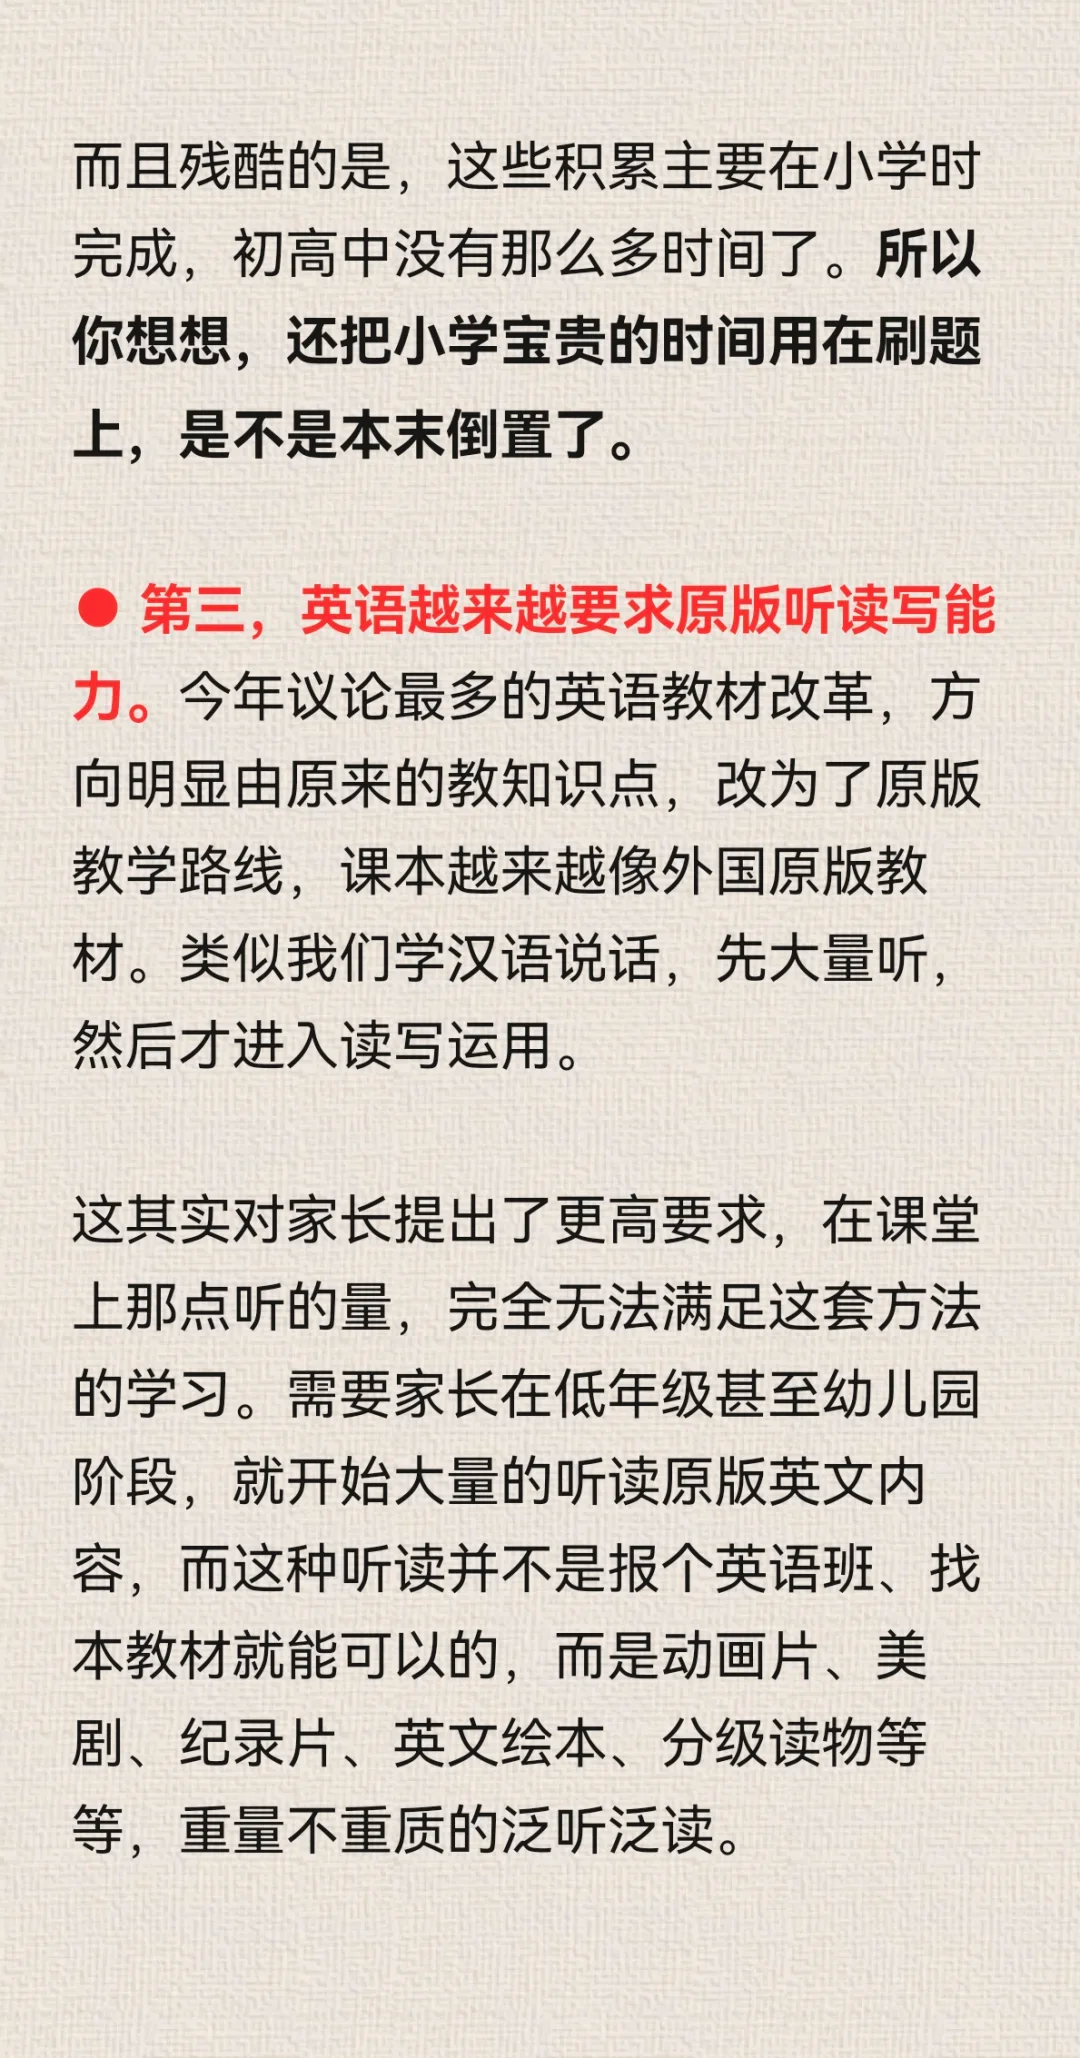 而且残酷的是，这些积累主要在小学时
完成，初高中没有那么多时间了。所以
你想想，还把小学宝贵的时间用在刷题
上，是不是本末倒置了。
● 第三，英语越来越要求原版听读写能
力。今年议论最多的英语教材改革，方
向明显由原来的教知识点，改为了原版
教学路线，课本越来越像外国原版教
材。类似我们学汉语说话，先大量听，
然后才进入读写运用。
这其实对家长提出了更高要求，在课堂
上那点听的量，完全无法满足这套方法
的学习。需要家长在低年级甚至幼儿园
阶段，就开始大量的听读原版英文内
容，而这种听读并不是报个英语班、找
本教材就能可以的，而是动画片、美
剧、纪录片、英文绘本、分级读物等
等，重量不重质的泛听泛读。